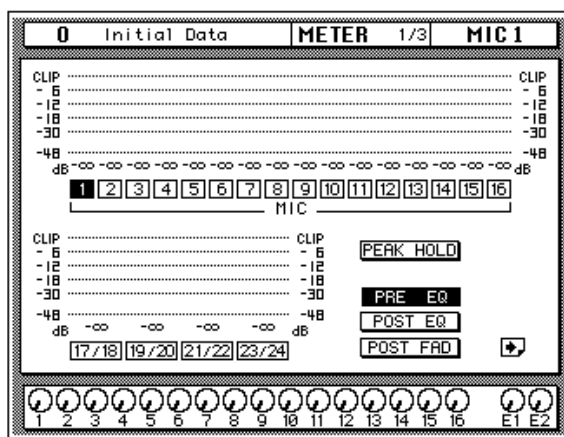 0 Initial Data METER 1/3 MIC 1
CLIP CLIP
- 6 - 6
-12 -12
-18 -18
-30 -30
-48 -48
dB -∞ -∞ -∞ -∞ -∞ -∞ -∞ -∞ -∞ -∞ -∞ -∞ -∞ -∞ -∞ -∞ dB
1 2 3 4 5 6 7 8 9 10 11 12 13 14 15 16
MIC
CLIP CLIP
- 6 - 6 PEAK HOLD
-12 -12
-18 -18
-30 -30 PRE EQ
-48 -48
dB -∞ -∞ -∞ -∞ dB POST EQ
17/18 19/20 21/22 23/24 POST FAD
1 2 3 4 5 6 7 8 9 10 11 12 13 14 15 16 E1 E2